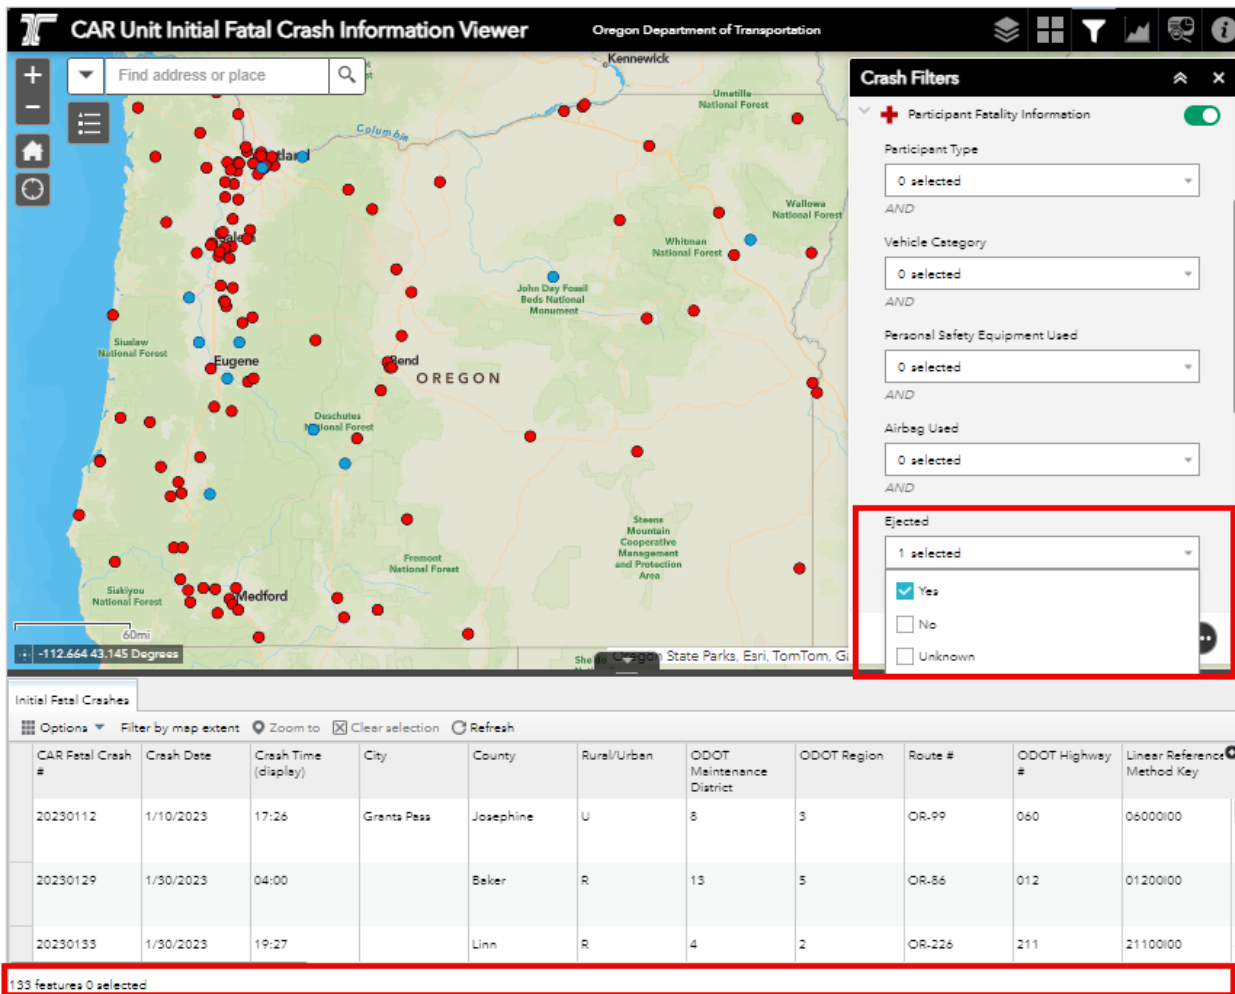 CAR Unit Initial Fatal Crash Information Viewer
Oregon Department of Transportation
+
Find address or place
−
Kennewick
Umatilla
National Forest
Columbia
Salem
Wallowa
National Forest
Whitman
National Forest
John Day Fossil
Beds National
Monument
Siuslaw
National Forest
Eugene
Bend
OREGON
Deschutes
National Forest
Steens
Mountain
Cooperative
Management
and Protection
Area
Fremont
National Forest
Siskiyou
National Forest
Medford
60mi
-112.664 43.145 Degrees
Oregon State Parks, Esri, TomTom, G
Crash Filters
Participant Fatality Information
Participant Type
0 selected
AND
Vehicle Category
0 selected
AND
Personal Safety Equipment Used
0 selected
AND
Airbag Used
0 selected
AND
Ejected
1 selected
Yes
No
Unknown
Initial Fatal Crashes
Options Filter by map extent Zoom to Clear selection Refresh
CAR Fatal Crash # Crash Date Crash Time (display) City County Rural/Urban ODOT Maintenance District ODOT Region Route # ODOT Highway # Linear Reference Method Key
20230112 1/10/2023 17:26 Grants Pass Josephine U 8 3 OR-99 060 06000I00
20230129 1/30/2023 04:00 Baker R 13 5 OR-86 012 01200I00
20230133 1/30/2023 19:27 Linn R 4 2 OR-226 211 21100I00
133 features 0 selected